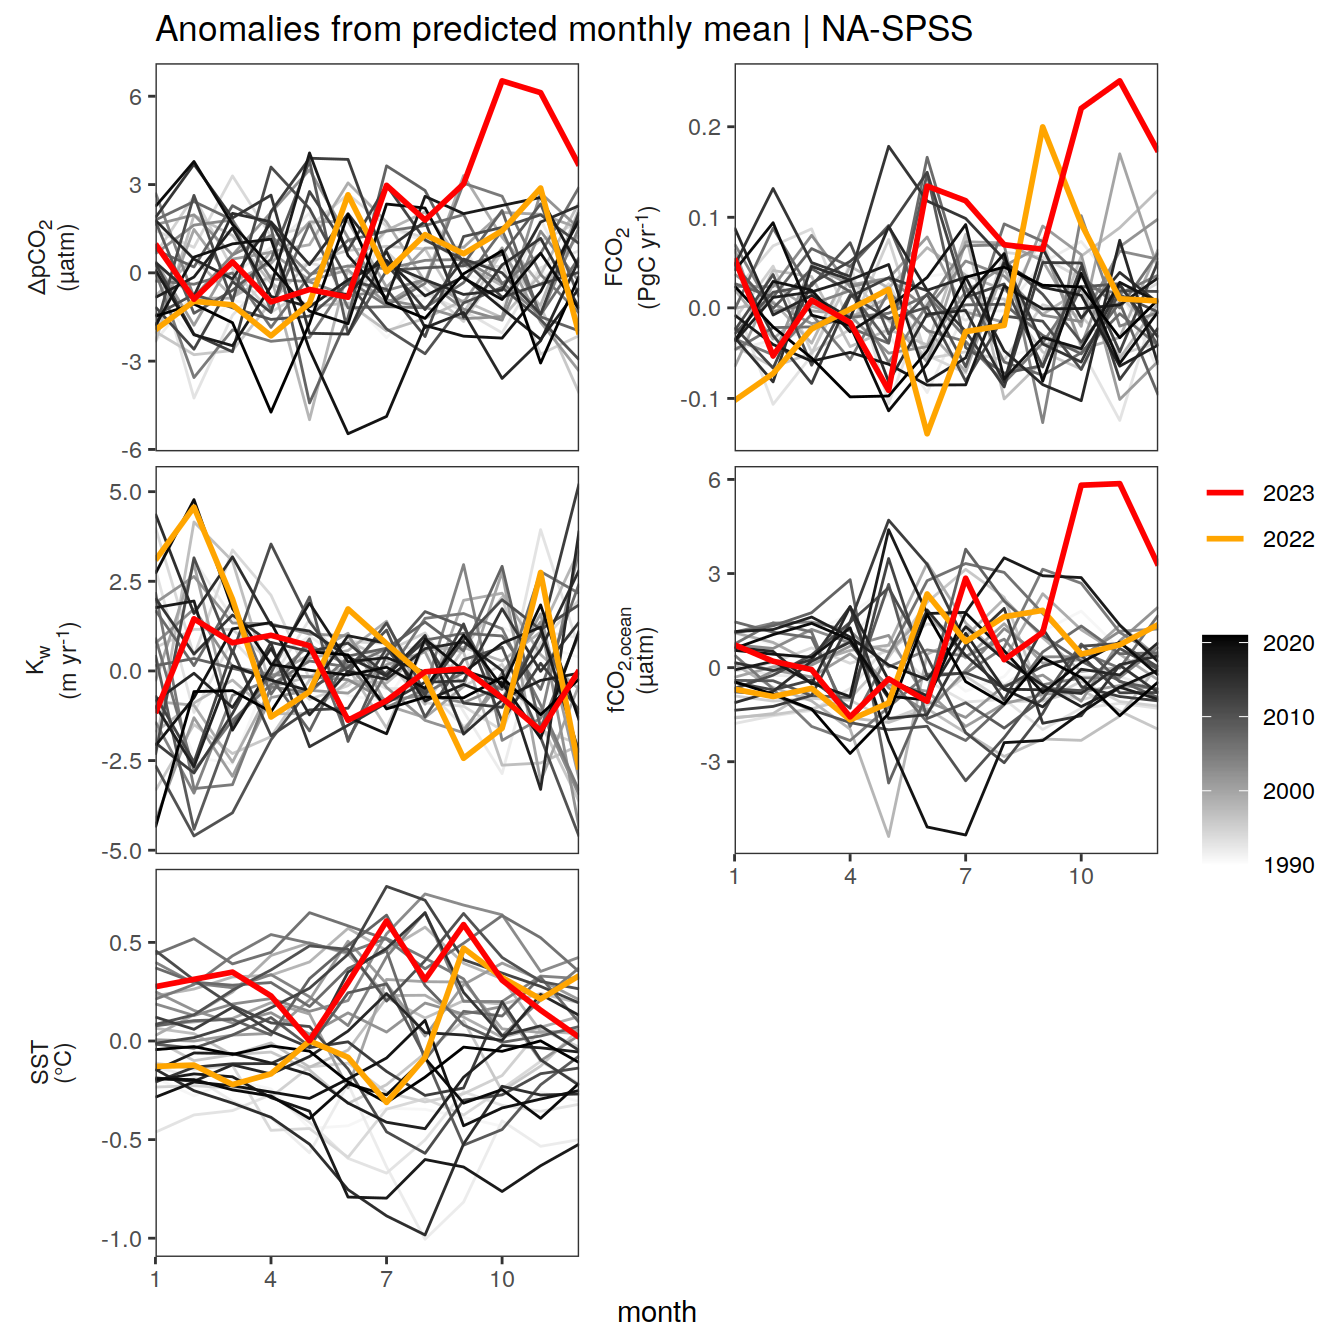 Anomalies from predicted monthly mean | NA-SPSS
ΔpCO2
(µatm)
6
3
0
-3
-6
FCO2
(PgC yr-1)
0.2
0.1
0.0
-0.1
Kw
(m yr-1)
5.0
2.5
0.0
-2.5
-5.0
fCO2,ocean
(µatm)
6
3
0
-3
1 4 7 10
SST
(°C)
0.5
0.0
-0.5
-1.0
1 4 7 10
month
2023
2022
2020
2010
2000
1990